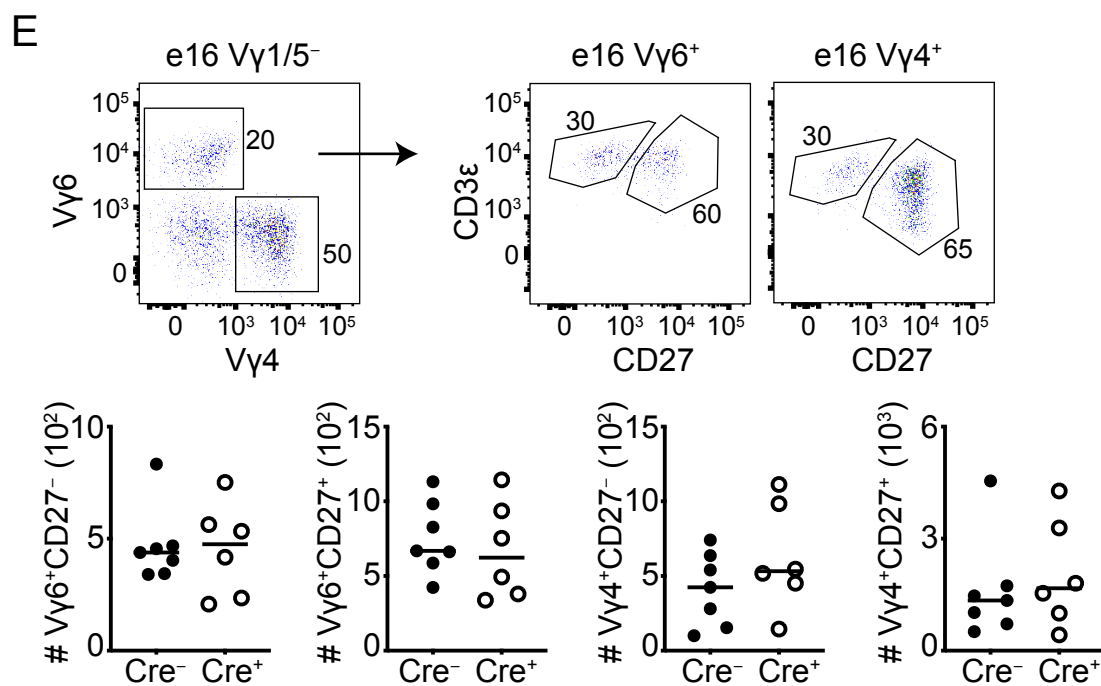 E
e16 Vγ1/5⁻
e16 Vγ6⁺
e16 Vγ4⁺
10⁵
10⁴
10³
0
Vγ6
20
50
0
10³
10⁴
10⁵
Vγ4
10⁵
10⁴
10³
0
CD3ε
30
60
0
10³
10⁴
10⁵
CD27
30
65
0
10³
10⁴
10⁵
CD27
# Vγ6⁺CD27⁻ (10²)
10
5
0
Cre⁻
Cre⁺
# Vγ6⁺CD27⁺ (10²)
15
10
5
0
Cre⁻
Cre⁺
# Vγ4⁺CD27⁻ (10²)
15
10
5
0
Cre⁻
Cre⁺
# Vγ4⁺CD27⁺ (10³)
6
3
0
Cre⁻
Cre⁺